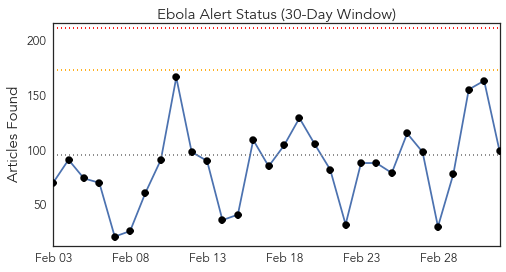 Ebola Alert Status (30-Day Window)
Articles Found
200
150
100
50
Feb 03 Feb 08 Feb 13 Feb 18 Feb 23 Feb 28